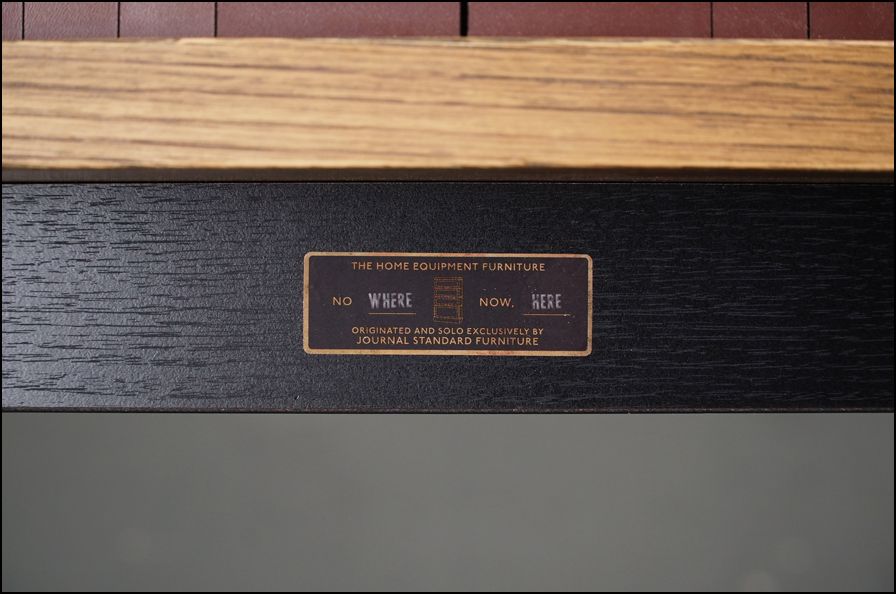 THE HOME EQUIPMENT FURNITURE
NO WHERE NOW, HERE
ORIGINATED AND SOLO EXCLUSIVELY BY
JOURNAL STANDARD FURNITURE